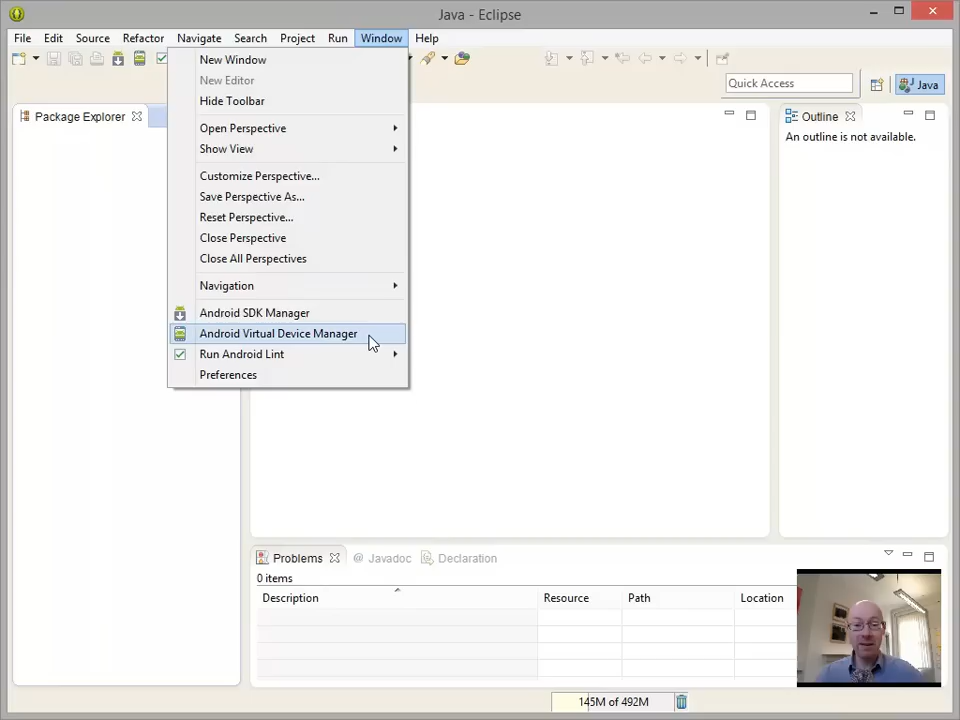 Java - Eclipse
File Edit Source Refactor Navigate Search Project Run Window Help
Quick Access
Java
Package Explorer
New Window
New Editor
Hide Toolbar
Open Perspective
Show View
Customize Perspective...
Save Perspective As...
Reset Perspective...
Close Perspective
Close All Perspectives
Navigation
Android SDK Manager
Android Virtual Device Manager
Run Android Lint
Preferences
Outline
An outline is not available.
Problems @ Javadoc Declaration
0 items
Description Resource Path Location
145M of 492M